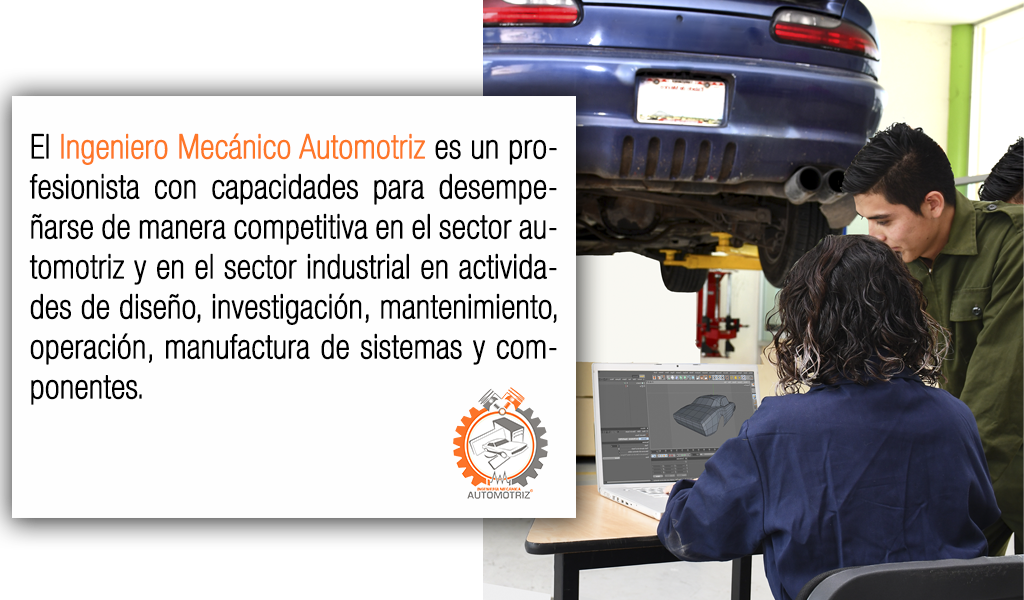 El Ingeniero Mecánico Automotriz es un pro-
fesionista con capacidades para desempe-
ñarse de manera competitiva en el sector au-
tomotriz y en el sector industrial en activida-
des de diseño, investigación, mantenimiento,
operación, manufactura de sistemas y com-
ponentes.
INGENIERÍA MECÁNICA
AUTOMOTRIZ